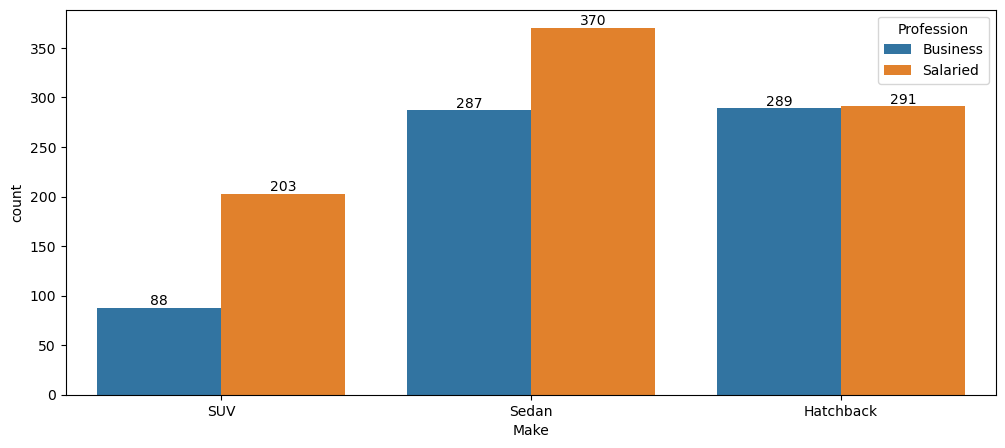 370
Profession
Business
Salaried
350
300
287
289
291
250
203
200
150
88
100
50
0
count
SUV
Sedan
Hatchback
Make